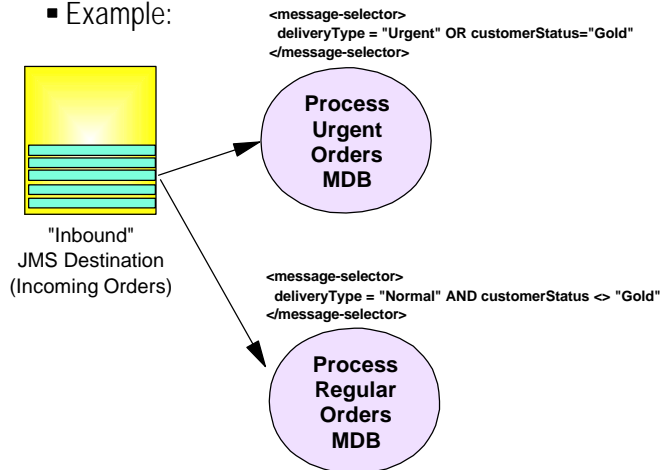 ▪ Example:
<message-selector>
deliveryType = "Urgent" OR customerStatus="Gold"
</message-selector>
Process
Urgent
Orders
MDB
"Inbound"
JMS Destination
(Incoming Orders)
<message-selector>
deliveryType = "Normal" AND customerStatus <> "Gold"
</message-selector>
Process
Regular
Orders
MDB